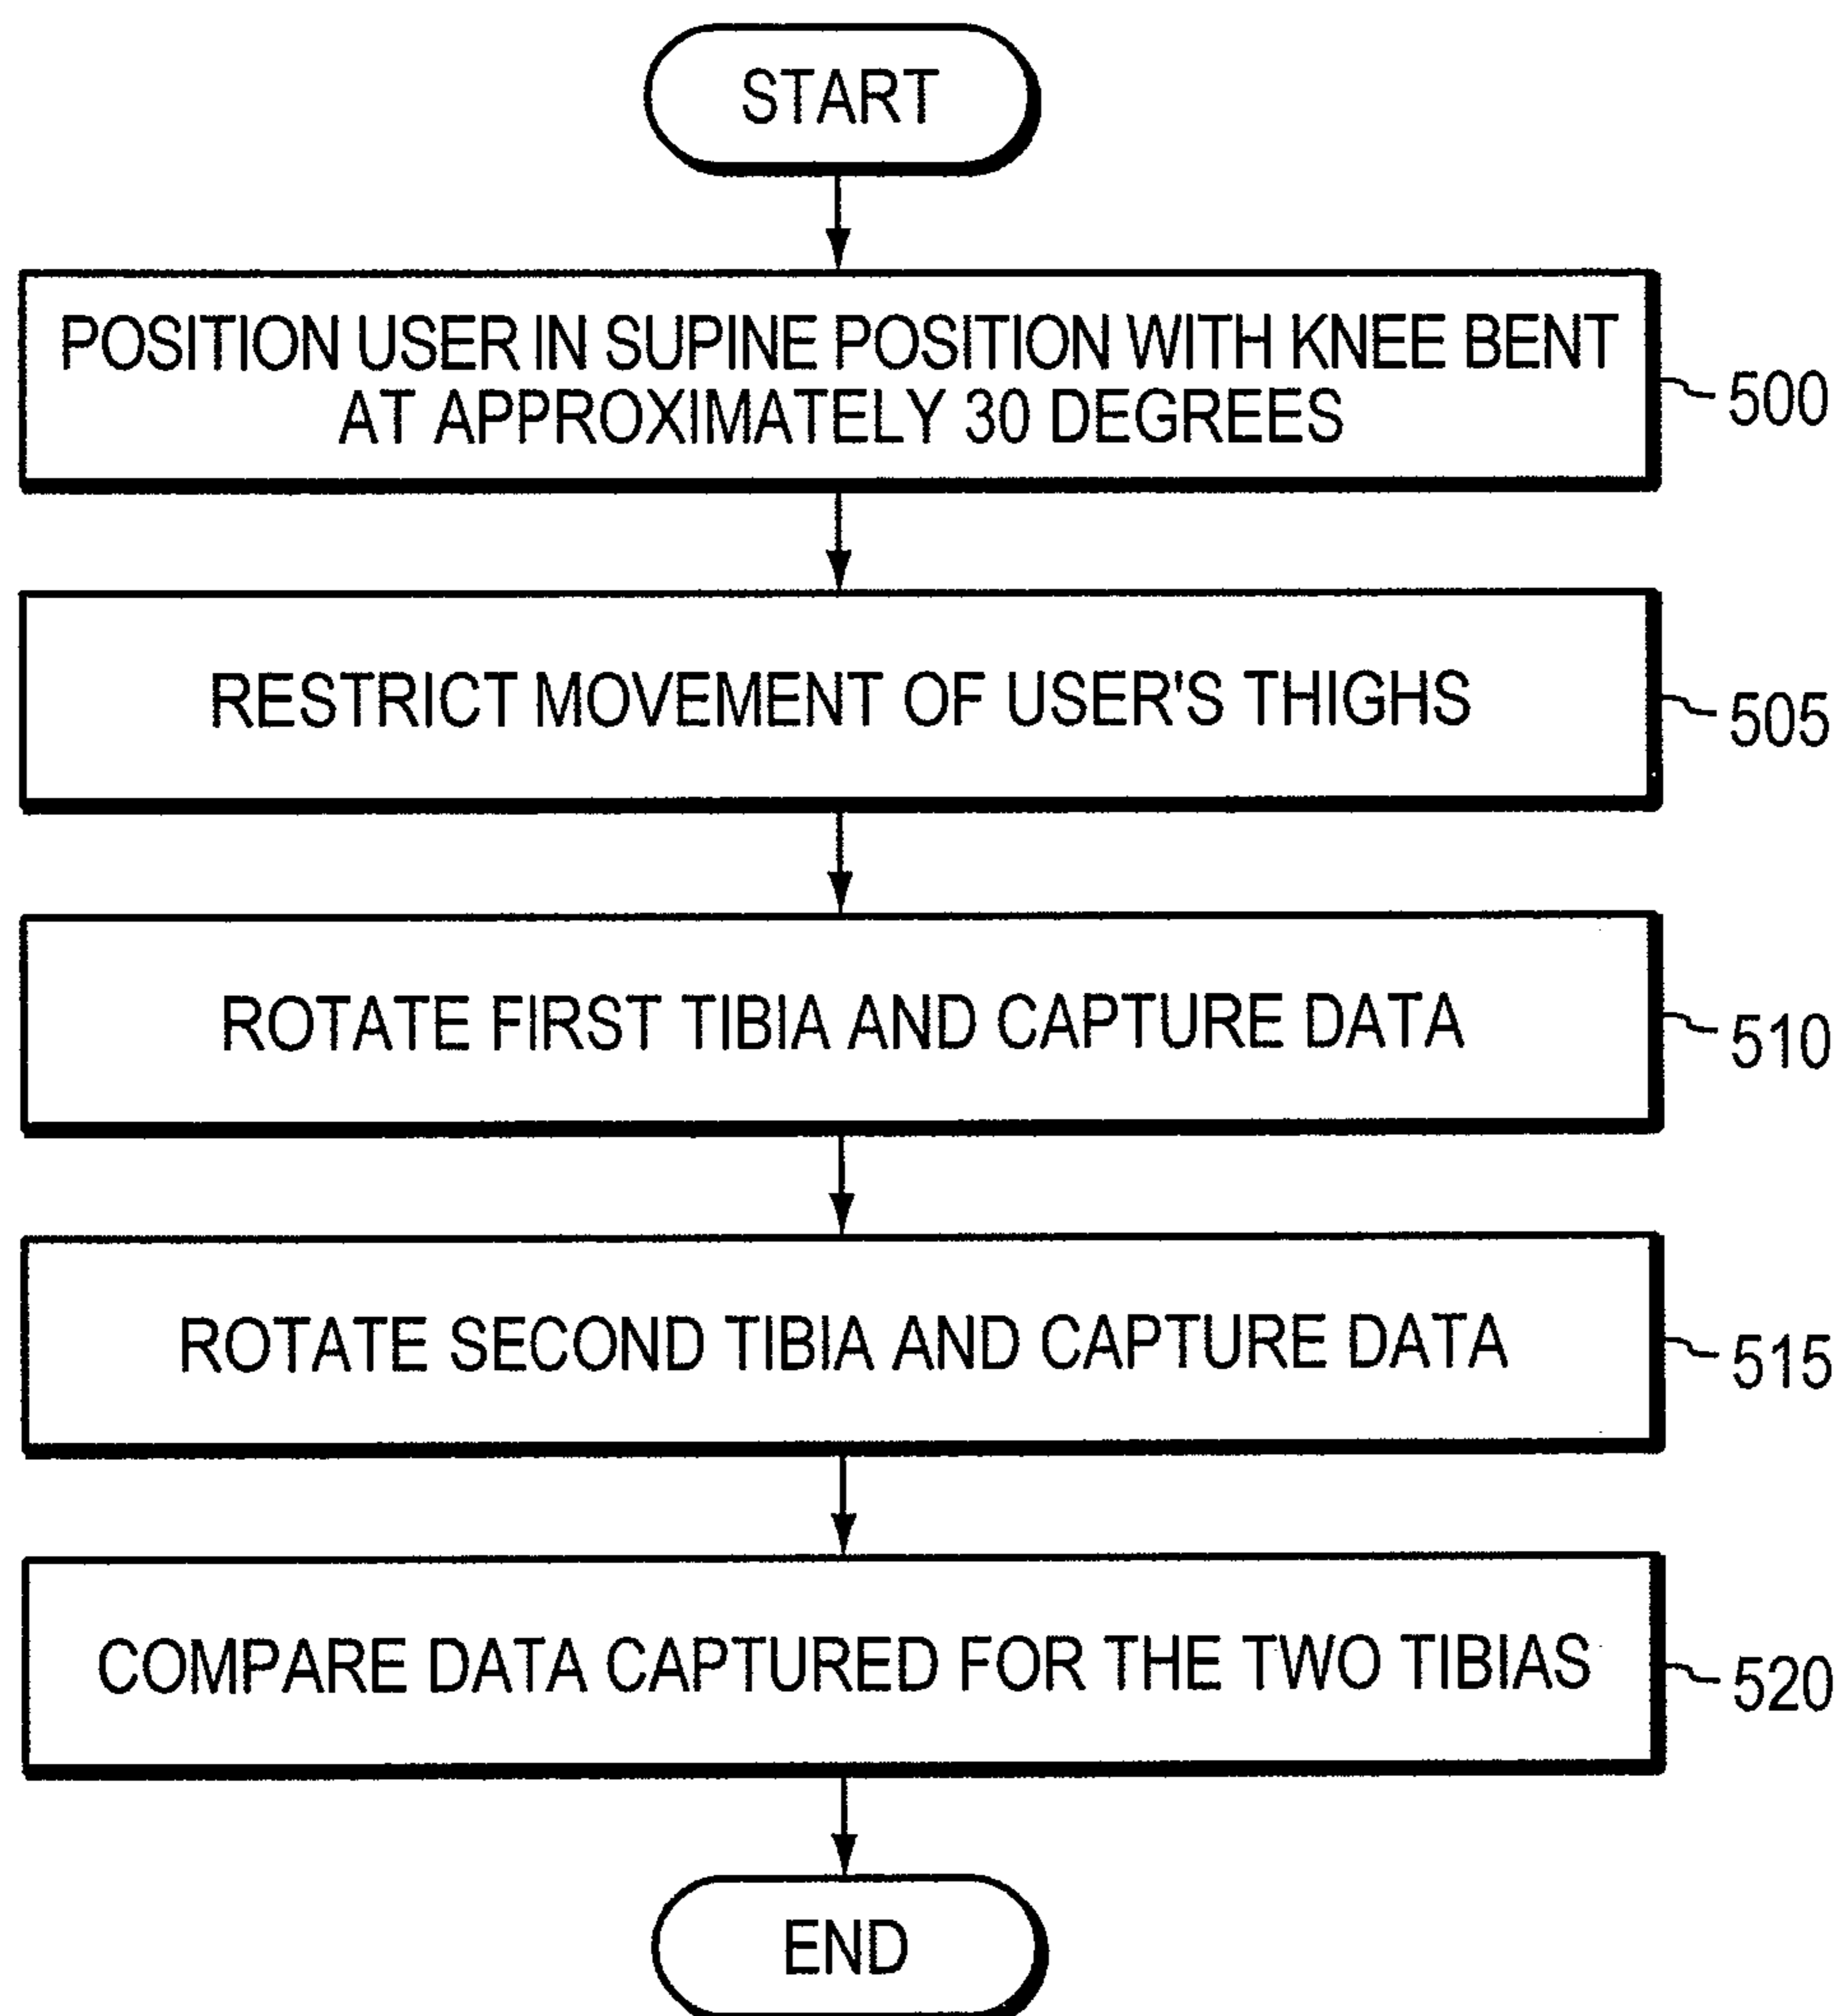 START
POSITION USER IN SUPINE POSITION WITH KNEE BENT
AT APPROXIMATELY 30 DEGREES
500
RESTRICT MOVEMENT OF USER'S THIGHS
505
ROTATE FIRST TIBIA AND CAPTURE DATA
510
ROTATE SECOND TIBIA AND CAPTURE DATA
515
COMPARE DATA CAPTURED FOR THE TWO TIBIAS
520
END